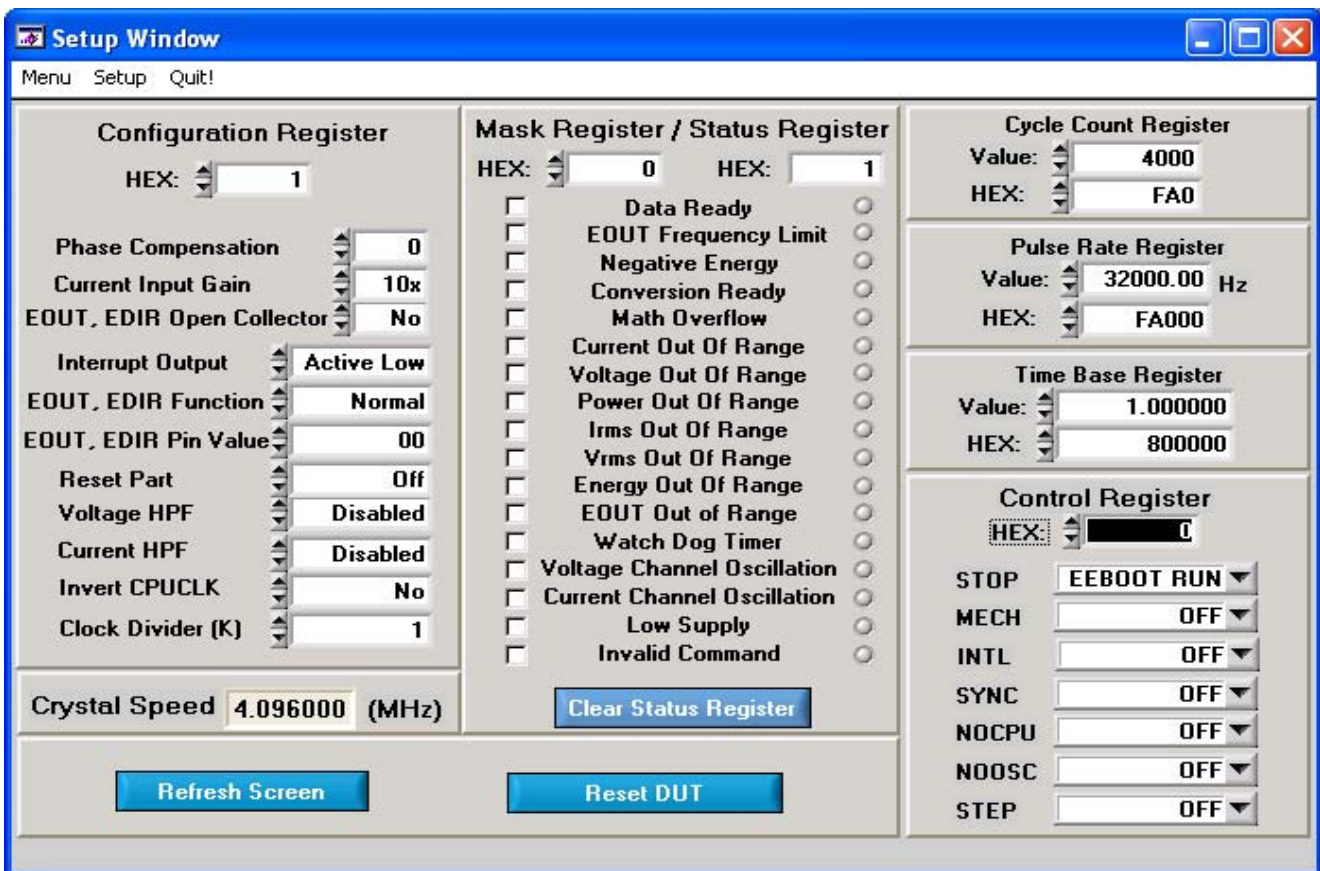 Setup Window
Menu Setup Quit!
Configuration Register
HEX: 1
Phase Compensation 0
Current Input Gain 10x
EOUT, EDIR Open Collector No
Interrupt Output Active Low
EOUT, EDIR Function Normal
EOUT, EDIR Pin Value 00
Reset Part Off
Voltage HPF Disabled
Current HPF Disabled
Invert CPUCLK No
Clock Divider (K) 1
Crystal Speed 4.096000 (MHz)
Mask Register / Status Register
HEX: 0 HEX: 1
Data Ready
EOUT Frequency Limit
Negative Energy
Conversion Ready
Math Overflow
Current Out Of Range
Voltage Out Of Range
Power Out Of Range
Irms Out Of Range
Vrms Out Of Range
Energy Out Of Range
EOUT Out of Range
Watch Dog Timer
Voltage Channel Oscillation
Current Channel Oscillation
Low Supply
Invalid Command
Clear Status Register
Refresh Screen
Reset DUT
Cycle Count Register
Value: 4000
HEX: FA0
Pulse Rate Register
Value: 32000.00 Hz
HEX: FA000
Time Base Register
Value: 1.000000
HEX: 800000
Control Register
HEX: 0
STOP EEBOOT RUN
MECH OFF
INTL OFF
SYNC OFF
NOCPU OFF
NOOSC OFF
STEP OFF